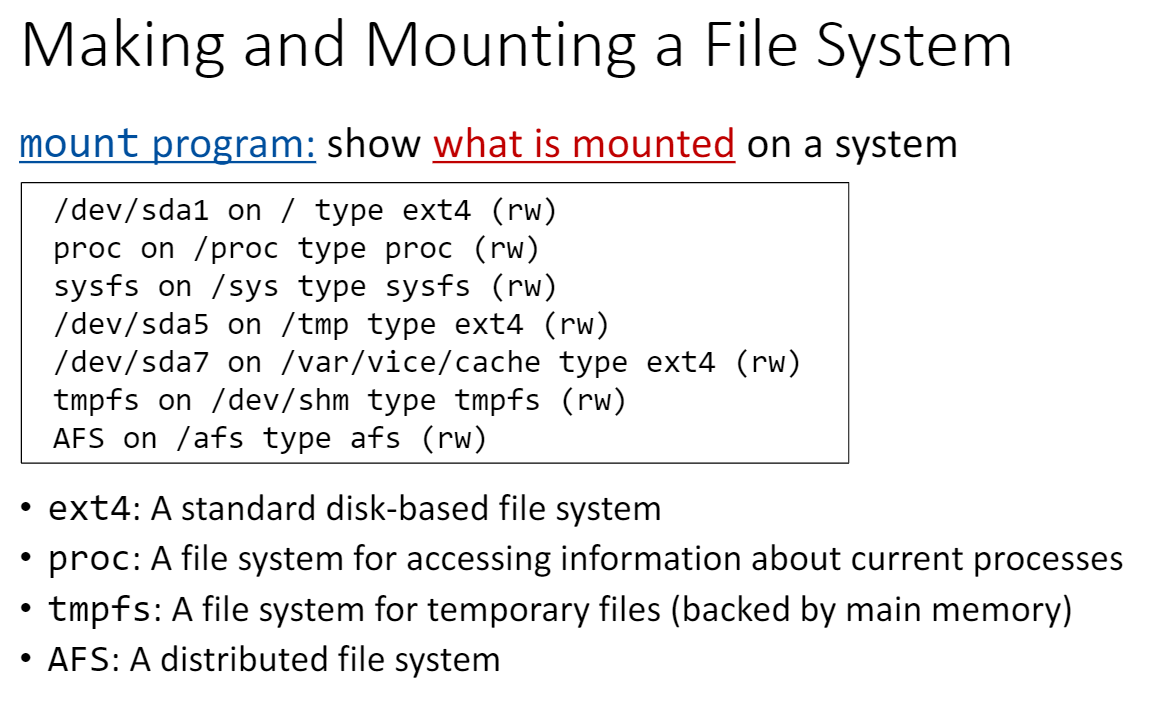 Making and Mounting a File System
mount program: show what is mounted on a system
/dev/sda1 on / type ext4 (rw)
proc on /proc type proc (rw)
sysfs on /sys type sysfs (rw)
/dev/sda5 on /tmp type ext4 (rw)
/dev/sda7 on /var/vice/cache type ext4 (rw)
tmpfs on /dev/shm type tmpfs (rw)
AFS on /afs type afs (rw)
• ext4: A standard disk-based file system
• proc: A file system for accessing information about current processes
• tmpfs: A file system for temporary files (backed by main memory)
• AFS: A distributed file system